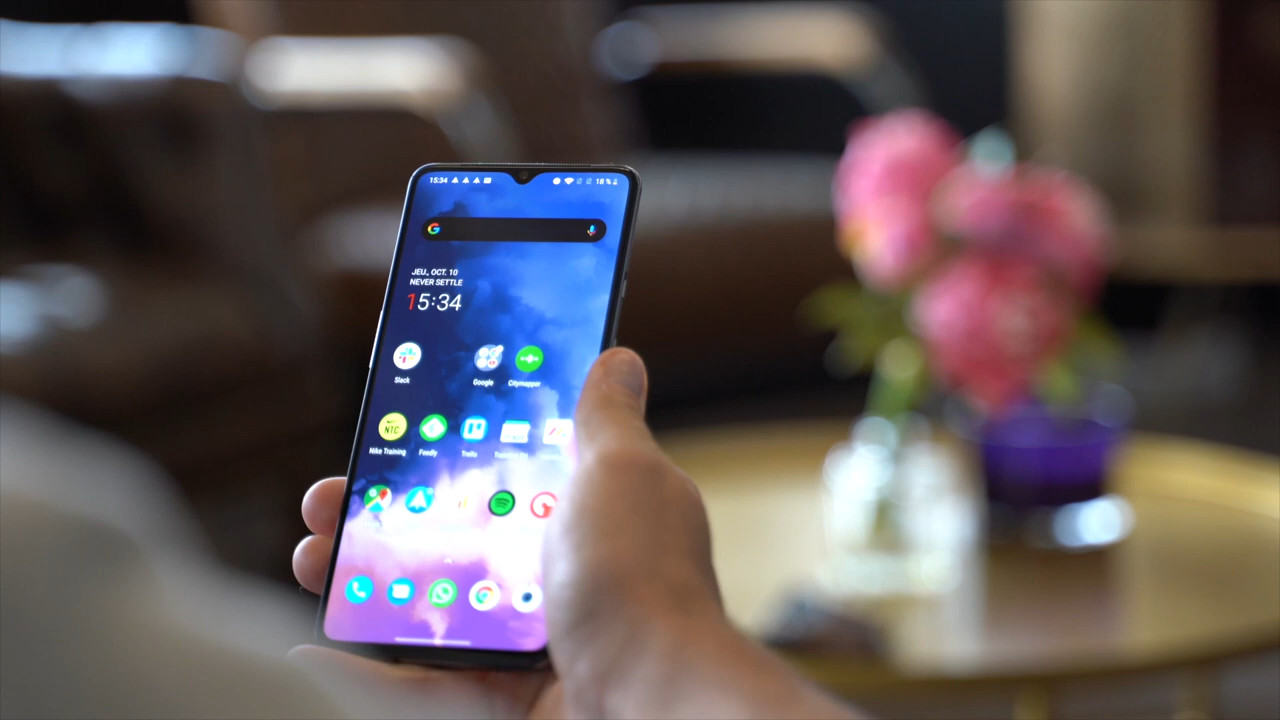 15:34
18 %
JEU., OCT. 10
NEVER SETTLE
15:34
Slack
Google
Citymapper
NTC
Nike Training
Feedly
Trello